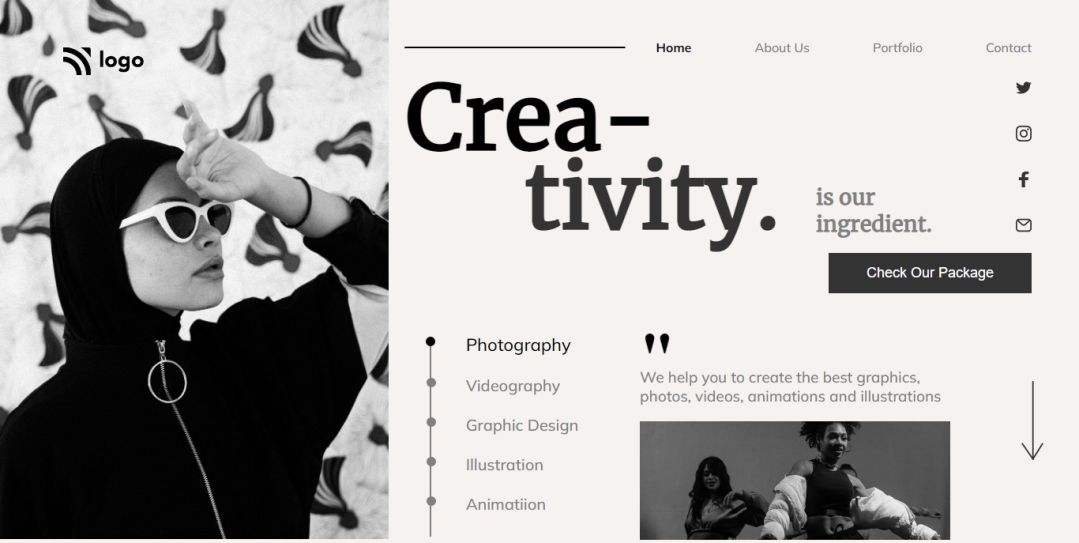 logo
Home About Us Portfolio Contact
Crea-
tivity.
is our
ingredient.
Check Our Package
Photography
Videography
Graphic Design
Illustration
Animatiion
"
We help you to create the best graphics,
photos, videos, animations and illustrations